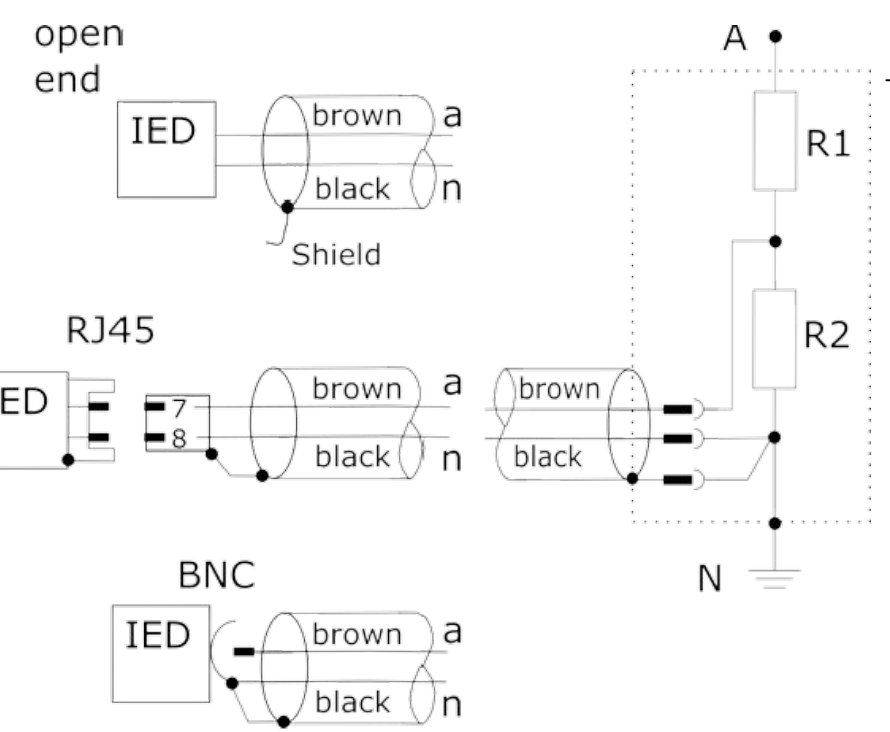 open
end
IED
brown
a
black
n
Shield
A
R1
R2
N
RJ45
ED
7
8
brown
a
black
n
brown
black
BNC
IED
brown
a
black
n